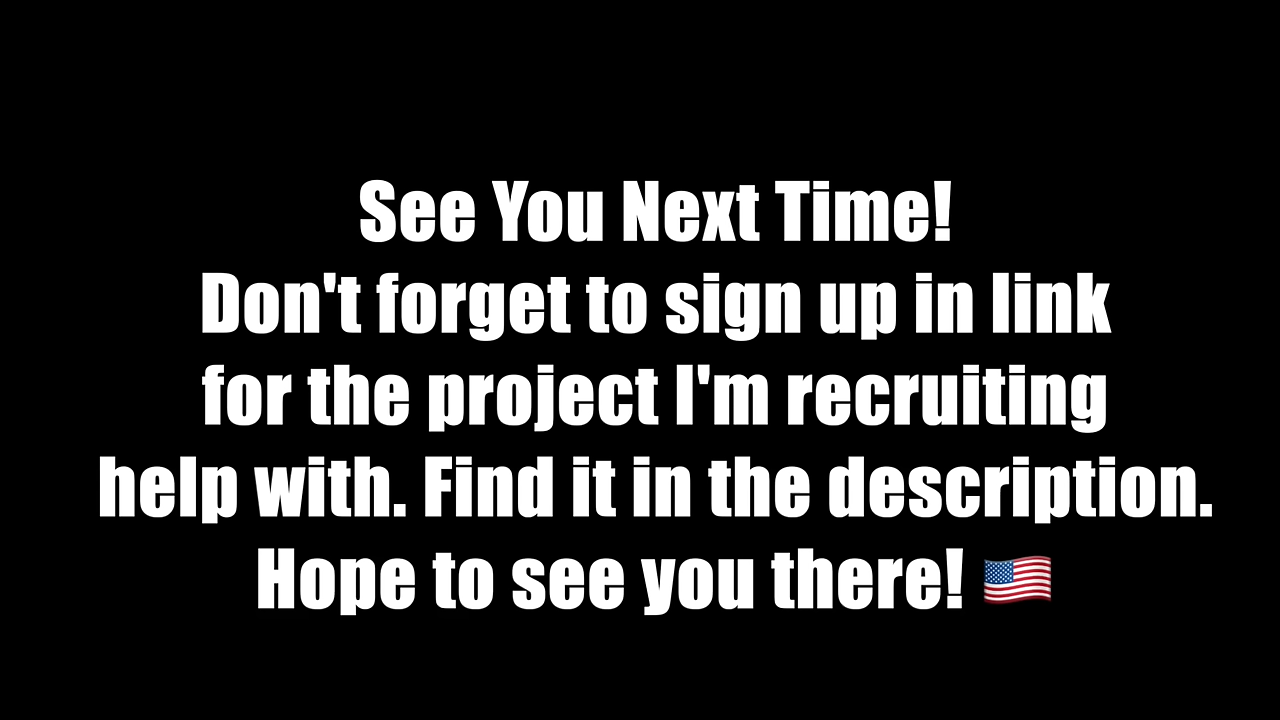 See You Next Time!
Don't forget to sign up in link
for the project I'm recruiting
help with. Find it in the description.
Hope to see you there! 🇺🇸